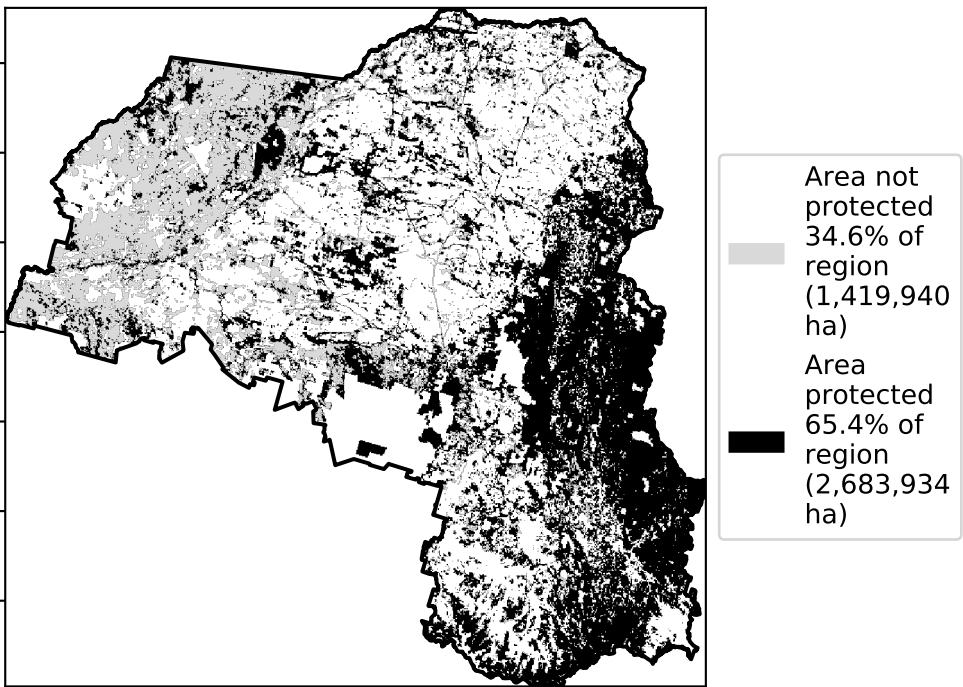 Area not
protected
34.6% of
region
(1,419,940
ha)
Area
protected
65.4% of
region
(2,683,934
ha)